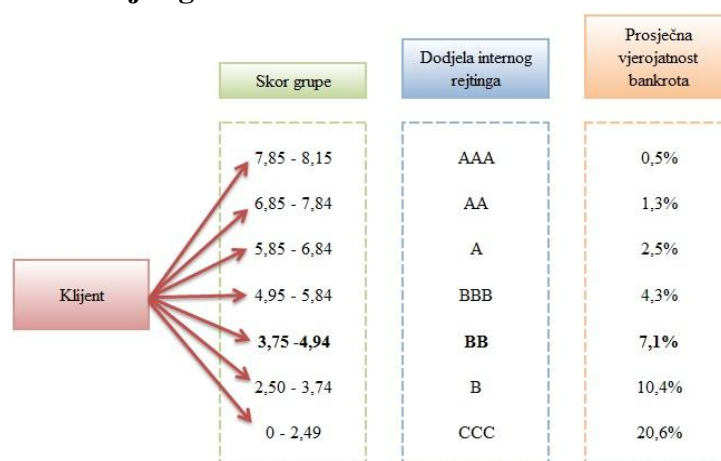 Skor grupe
Dodjela internog
rejtinga
Prosječna
vjerojatnost
bankrota
Klijent
7,85 - 8,15 AAA 0,5%
6,85 - 7,84 AA 1,3%
5,85 - 6,84 A 2,5%
4,95 - 5,84 BBB 4,3%
3,75 -4,94 BB 7,1%
2,50 - 3,74 B 10,4%
0 - 2,49 CCC 20,6%